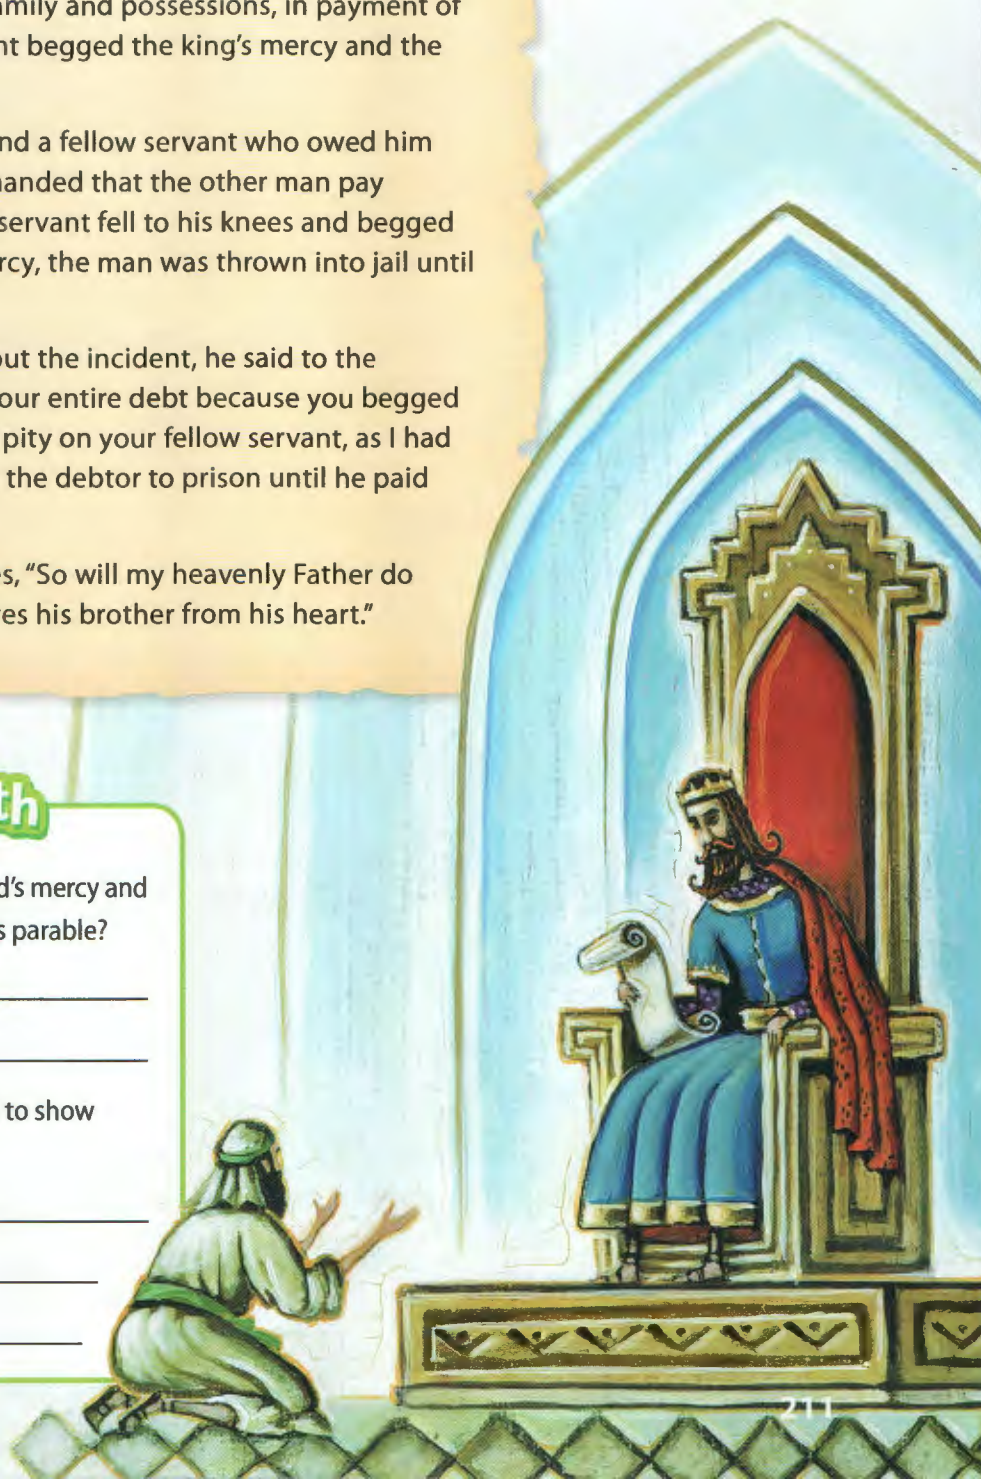 amily and possessions, in payment of
nt begged the king's mercy and the
nd a fellow servant who owed him
anded that the other man pay
servant fell to his knees and begged
rcy, the man was thrown into jail until
out the incident, he said to the
our entire debt because you begged
pity on your fellow servant, as I had
the debtor to prison until he paid
es, “So will my heavenly Father do
ves his brother from his heart.”
th
d's mercy and
s parable?
to show
211